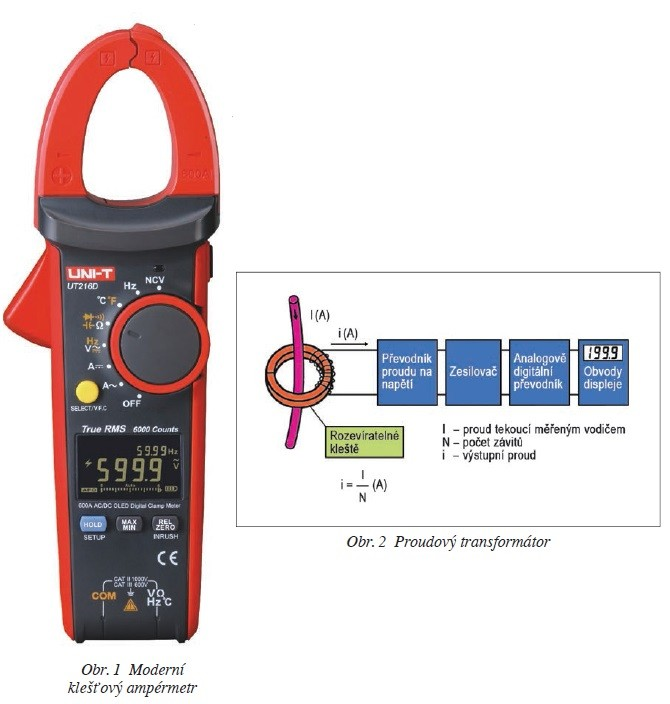 UNI-T
UT216D
NCV
Hz
°C °F
Ω
Hz
V
A
A
OFF
SELECT/V.F.C
True RMS 6000 Counts
59.99Hz
599.9 V
AUTO
600A AC/DC OLED Digital Clamp Meter
HOLD
MAX
MIN
REL
ZERO
SETUP
INRUSH
CE
CAT II 1000V
CAT III 600V
COM
VΩ
Hz°C
Obr. 1 Moderní
klešťový ampérmetr
I (A)
i (A)
Převodník
proudu na
napětí
Zesilovač
Analogově
digitální
převodník
199.9
Obvody
displeje
Rozevíratelné
kleště
i = I/N (A)
I – proud tekoucí měřeným vodičem
N – počet závitů
i – výstupní proud
Obr. 2 Proudový transformátor